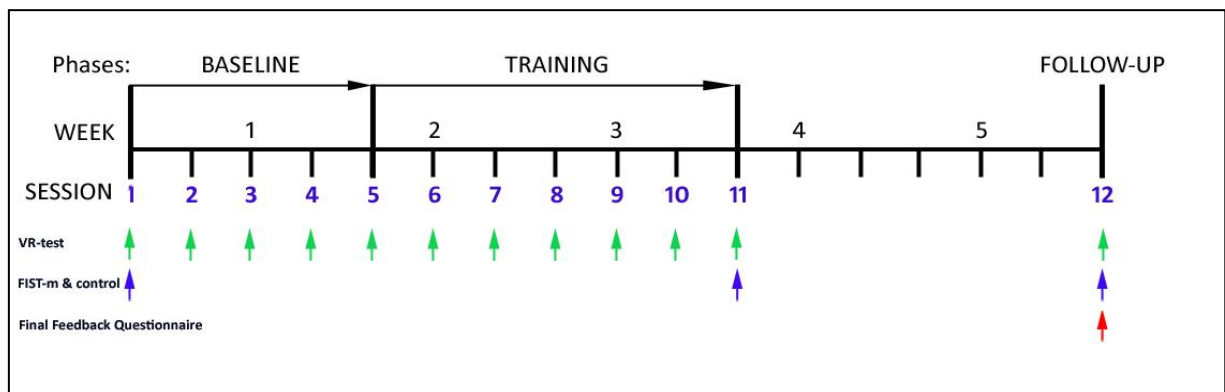 Phases: BASELINE TRAINING FOLLOW-UP
WEEK 1 2 3 4 5
SESSION 1 2 3 4 5 6 7 8 9 10 11 12
VR-test
FIST-m & control
Final Feedback Questionnaire